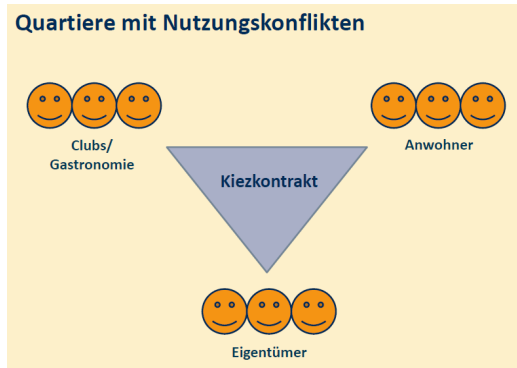 Quartiere mit Nutzungskonflikten
Clubs/
Gastronomie
Anwohner
Kiezkontrakt
Eigentümer